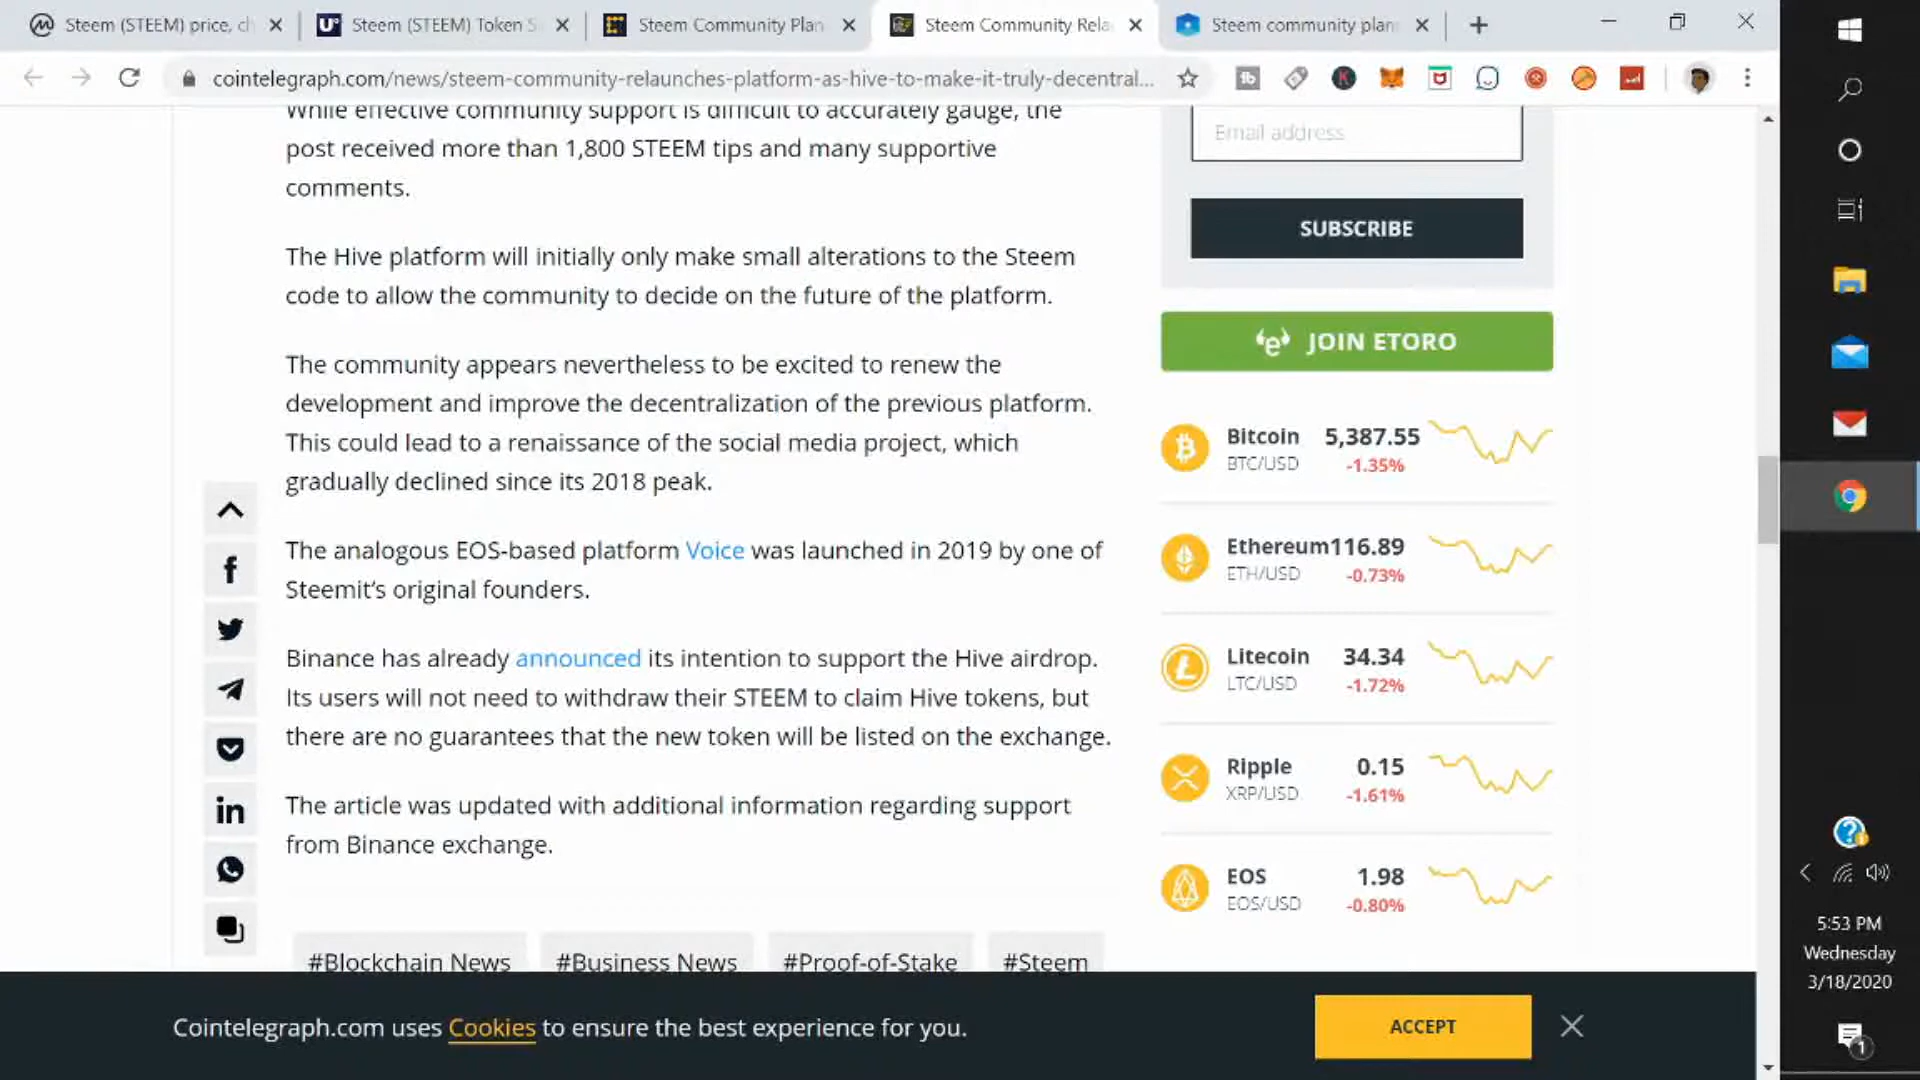 Steem (STEEM) price, ch
Steem (STEEM) Token S
Steem Community Plan
Steem Community Rela
Steem community plan
cointelegraph.com/news/steem-community-relaunches-platform-as-hive-to-make-it-truly-decentral...
While effective community support is difficult to accurately gauge, the
post received more than 1,800 STEEM tips and many supportive
comments.
The Hive platform will initially only make small alterations to the Steem
code to allow the community to decide on the future of the platform.
The community appears nevertheless to be excited to renew the
development and improve the decentralization of the previous platform.
This could lead to a renaissance of the social media project, which
gradually declined since its 2018 peak.
The analogous EOS-based platform Voice was launched in 2019 by one of
Steemit's original founders.
Binance has already announced its intention to support the Hive airdrop.
Its users will not need to withdraw their STEEM to claim Hive tokens, but
there are no guarantees that the new token will be listed on the exchange.
The article was updated with additional information regarding support
from Binance exchange.
#Blockchain News #Business News #Proof-of-Stake #Steem
Email address
SUBSCRIBE
JOIN ETORO
Bitcoin 5,387.55
BTC/USD -1.35%
Ethereum 116.89
ETH/USD -0.73%
Litecoin 34.34
LTC/USD -1.72%
Ripple 0.15
XRP/USD -1.61%
EOS 1.98
EOS/USD -0.80%
Cointelegraph.com uses Cookies to ensure the best experience for you.
ACCEPT
5:53 PM
Wednesday
3/18/2020
1